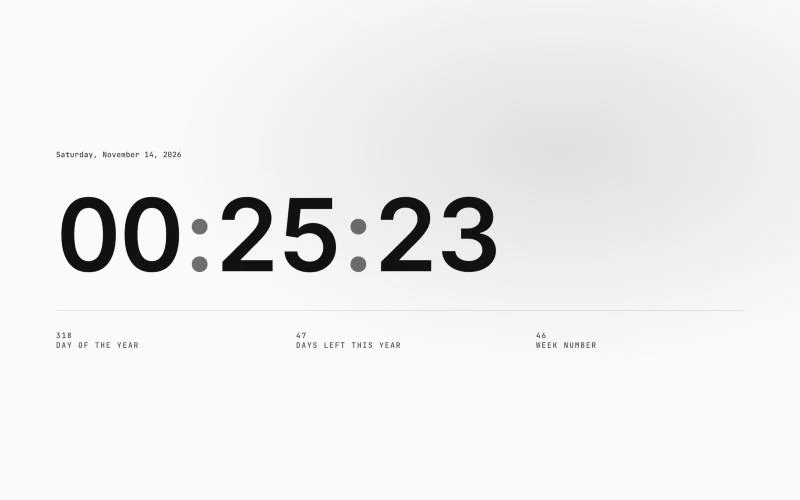 Saturday, November 14, 2026
00:25:23
318
DAY OF THE YEAR
47
DAYS LEFT THIS YEAR
46
WEEK NUMBER